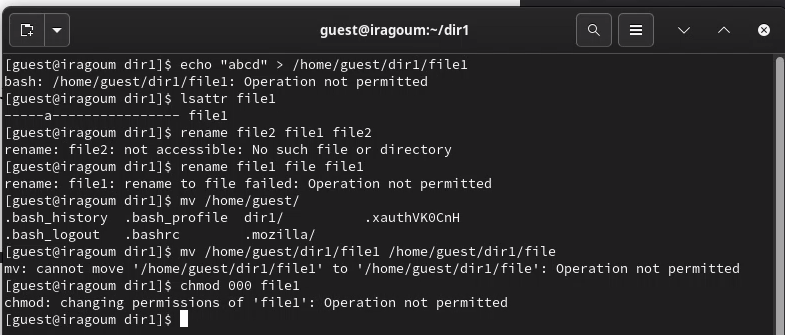 guest@iragoum:~/dir1
[guest@iragoum dir1]$ echo "abcd" > /home/guest/dir1/file1
bash: /home/guest/dir1/file1: Operation not permitted
[guest@iragoum dir1]$ lsattr file1
-----a---------------- file1
[guest@iragoum dir1]$ rename file2 file1 file2
rename: file2: not accessible: No such file or directory
[guest@iragoum dir1]$ rename file1 file file1
rename: file1: rename to file failed: Operation not permitted
[guest@iragoum dir1]$ mv /home/guest/
.bash_history  .bash_profile  dir1/          .xauthVK0CnH
.bash_logout   .bashrc        .mozilla/
[guest@iragoum dir1]$ mv /home/guest/dir1/file1 /home/guest/dir1/file
mv: cannot move '/home/guest/dir1/file1' to '/home/guest/dir1/file': Operation not permitted
[guest@iragoum dir1]$ chmod 000 file1
chmod: changing permissions of 'file1': Operation not permitted
[guest@iragoum dir1]$